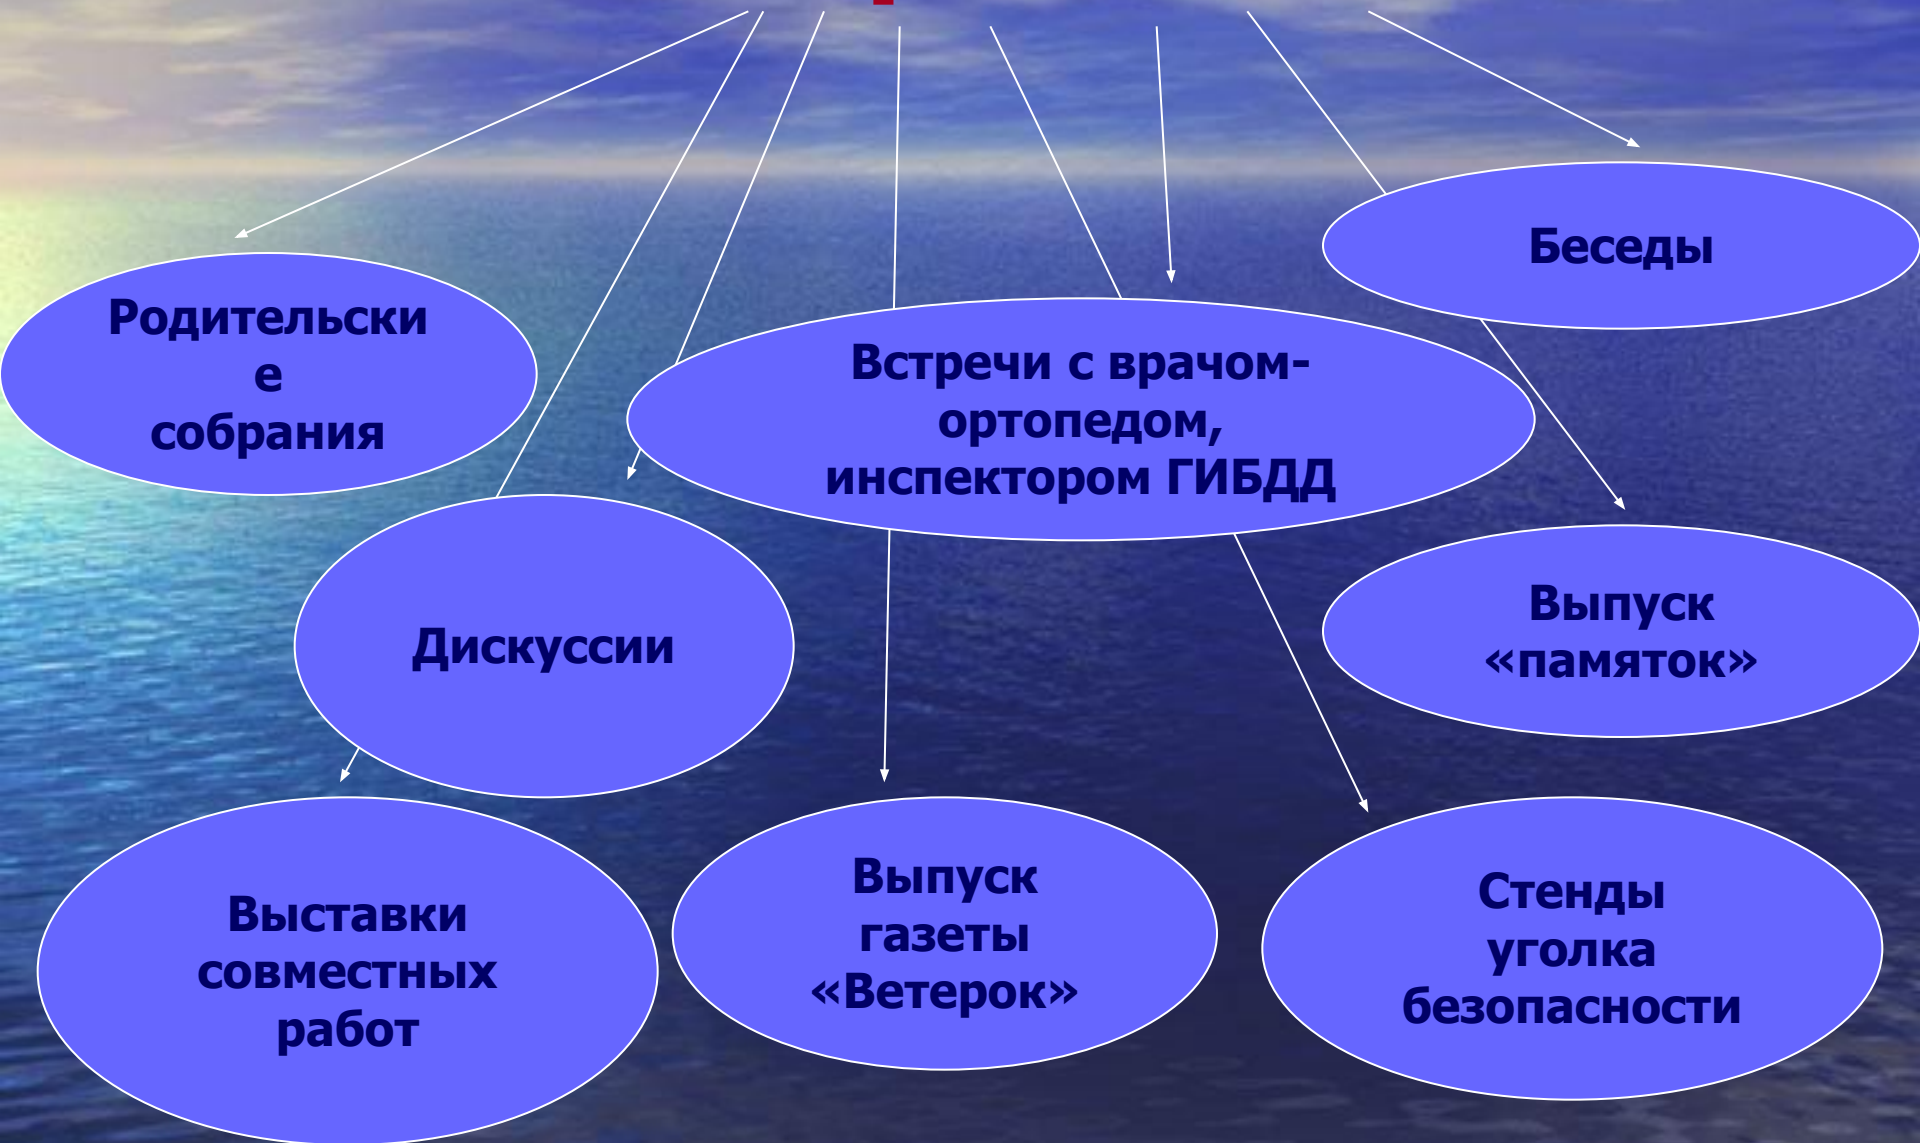 Беседы
Родительски
е
собрания
Встречи с врачом-
ортопедом,
инспектором ГИБДД
Дискуссии
Выпуск
«памяток»
Выставки
совместных
работ
Выпуск
газеты
«Ветерок»
Стенды
уголка
безопасности